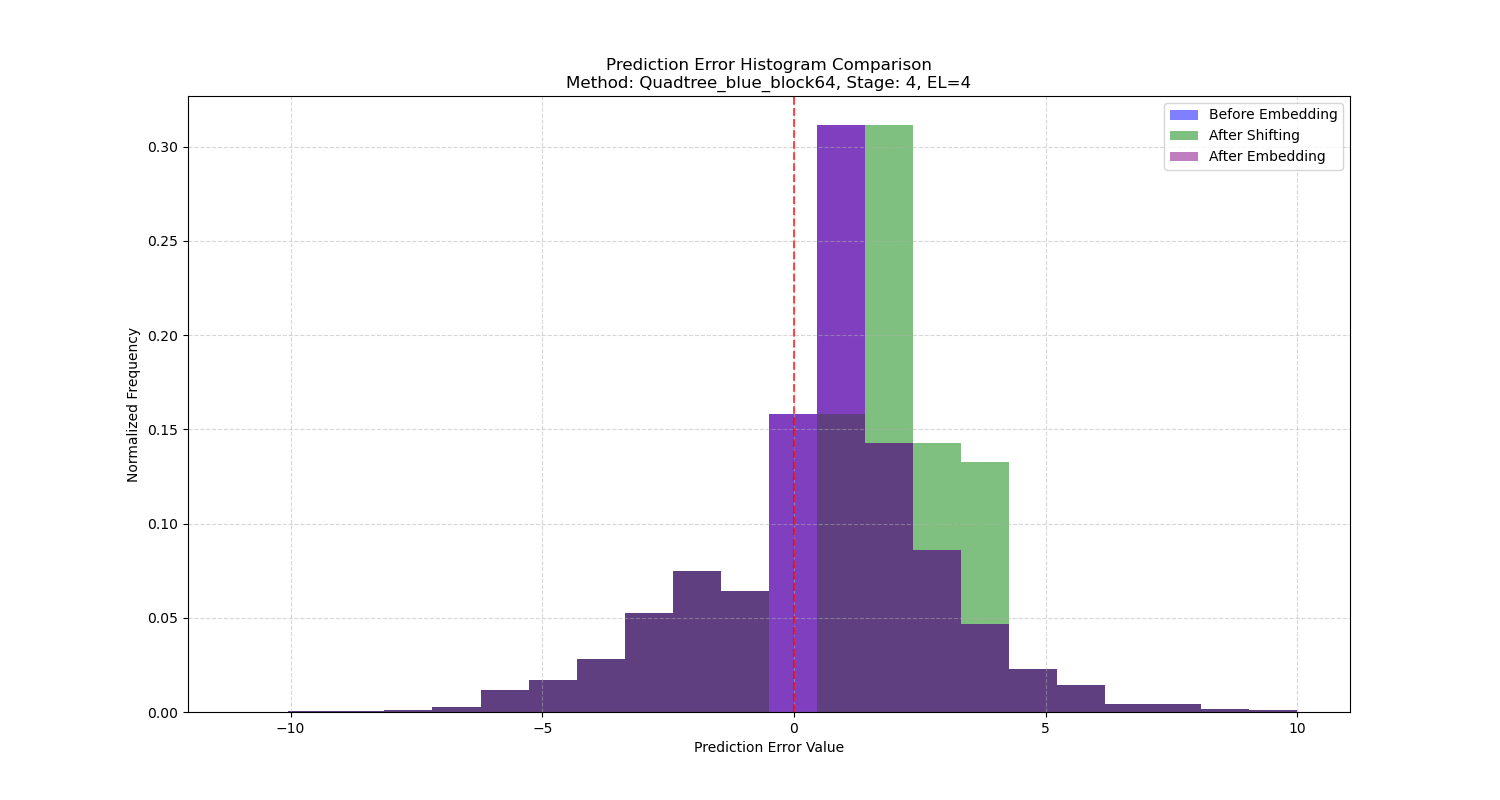 Prediction Error Histogram Comparison
Method: Quadtree_blue_block64, Stage: 4, EL=4
Before Embedding
After Shifting
After Embedding
Normalized Frequency
0.30
0.25
0.20
0.15
0.10
0.05
0.00
−10
−5
0
5
10
Prediction Error Value